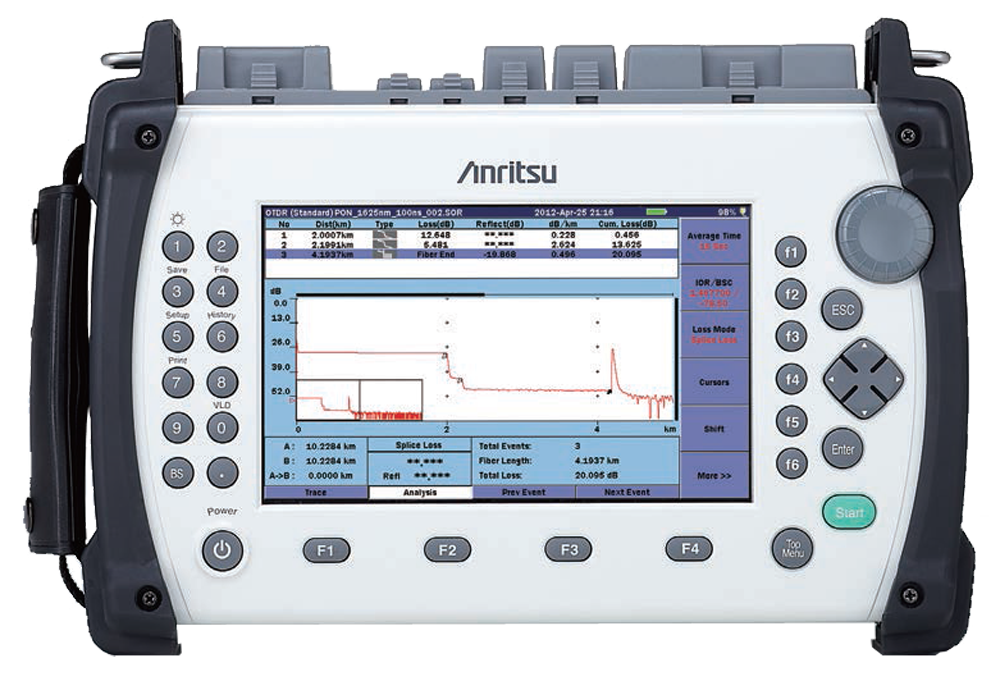 Anritsu
OTDR (Standard) PON_1625nm_100ns_002.SOR 2012-Apr-25 21:16 98%
No Dist(km) Type Loss(dB) Reflect(dB) dB/km Cum. Loss(dB)
1 2.0007km 12.648 **.*** 0.228 0.456
2 2.1991km 5.481 **.*** 2.624 13.625
3 4.1937km Fiber End -19.868 0.496 20.095
Average Time
15 Sec
IOR/BSC
Loss Mode
Splice Loss
Cursors
Shift
More >>
dB
0.0
13.0
26.0
39.0
52.0
0 2 4 km
A : 10.2284 km Splice Loss Total Events: 3
B : 10.2284 km **.*** Fiber Length: 4.1937 km
A->B : 0.0000 km Refl **.*** Total Loss: 20.095 dB
Trace Analysis Prev Event Next Event
1 2
Save File
3 4
Setup History
5 6
Print
7 8
VLD
9 0
BS .
Power
f1
f2
f3
f4
f5
f6
ESC
Enter
Start
Top
Menu
F1 F2 F3 F4